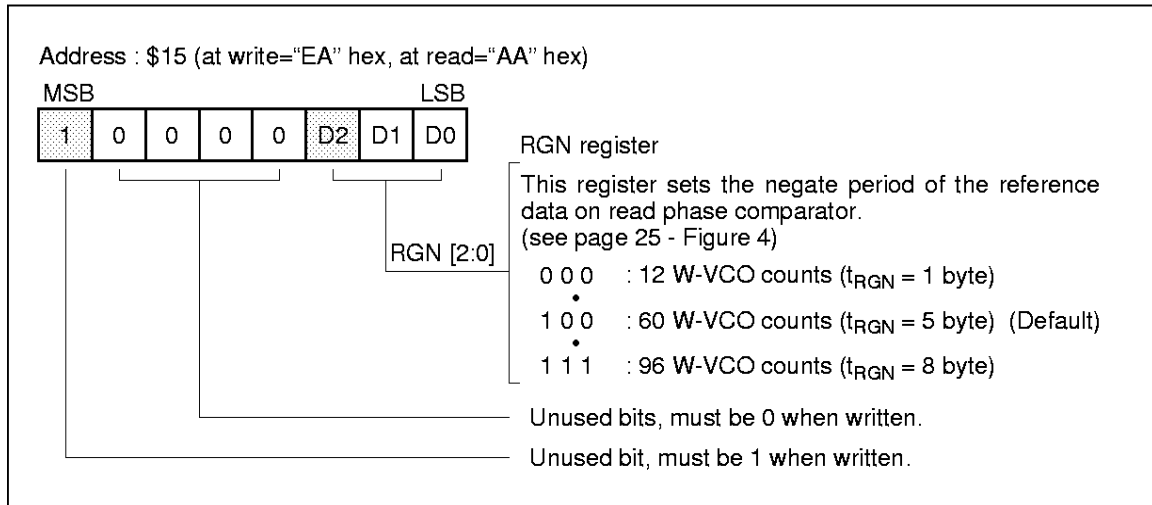 Address : $15 (at write=“EA” hex, at read=“AA” hex)
MSB LSB
1 0 0 0 0 D2 D1 D0
RGN register
This register sets the negate period of the reference
data on read phase comparator.
(see page 25 - Figure 4)
RGN [2:0]
0 0 0 : 12 W-VCO counts (tRGN = 1 byte)
1 0 0 : 60 W-VCO counts (tRGN = 5 byte) (Default)
1 1 1 : 96 W-VCO counts (tRGN = 8 byte)
Unused bits, must be 0 when written.
Unused bit, must be 1 when written.